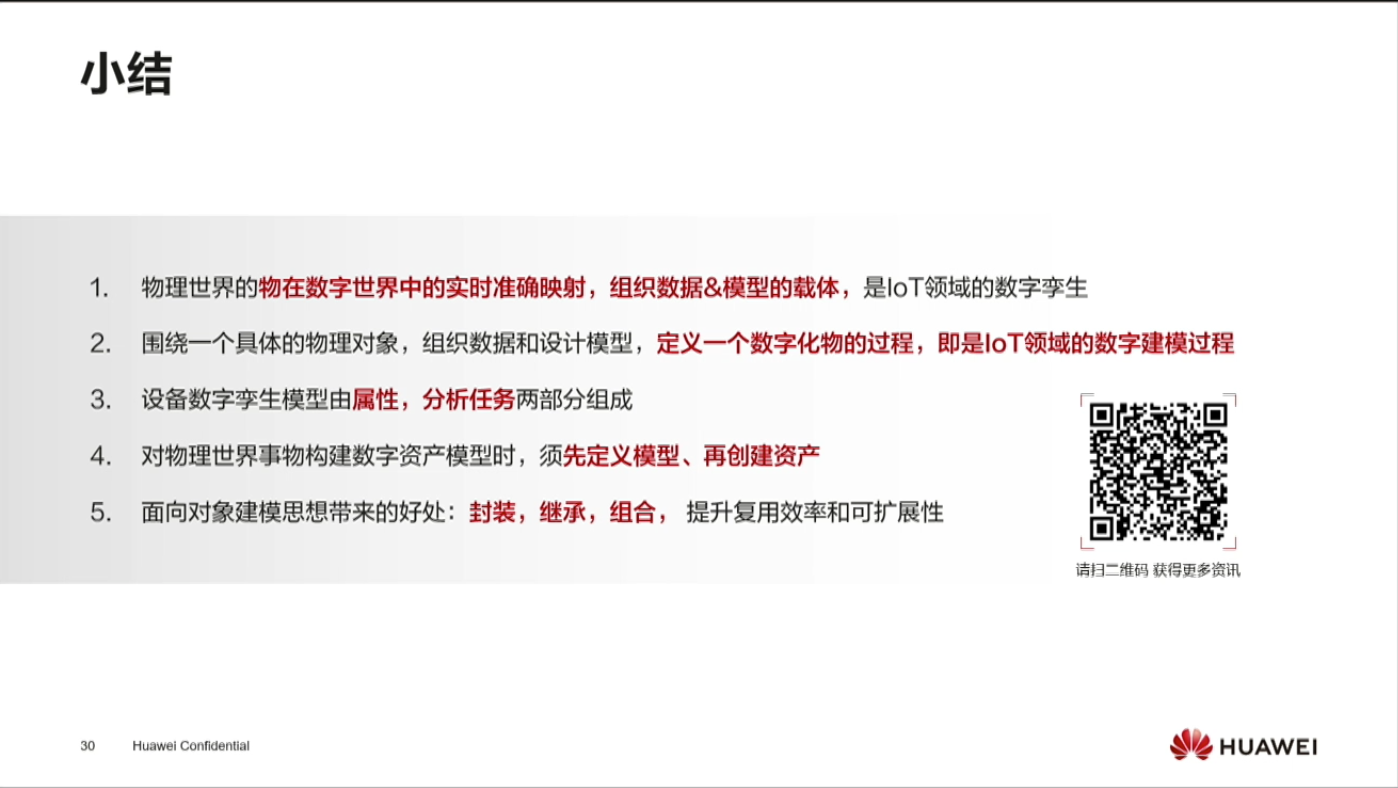 小结
1. 物理世界的物在数字世界中的实时准确映射，组织数据&模型的载体，是IoT领域的数字孪生
2. 围绕一个具体的物理对象，组织数据和设计模型，定义一个数字化物的过程，即是IoT领域的数字建模过程
3. 设备数字孪生模型由属性，分析任务两部分组成
4. 对物理世界事物构建数字资产模型时，须先定义模型、再创建资产
5. 面向对象建模思想带来的好处：封装，继承，组合， 提升复用效率和可扩展性
请扫二维码 获得更多资讯
30 Huawei Confidential
HUAWEI